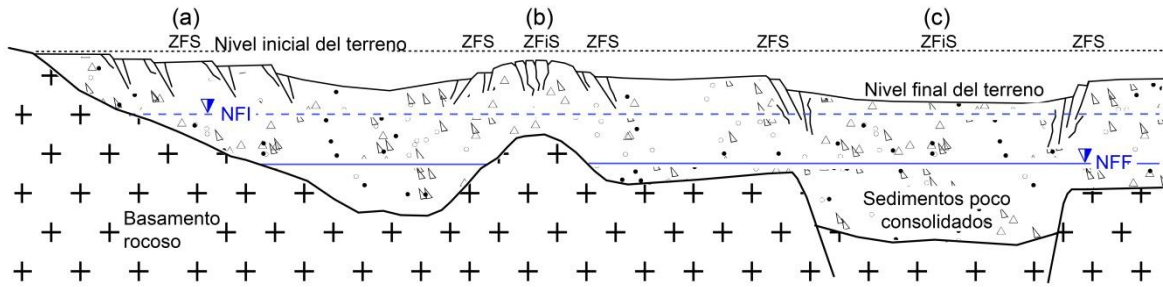 (a) (b) (c)
ZFS Nivel inicial del terreno ZFS ZFiS ZFS ZFS ZFiS ZFS
Nivel final del terreno
NFI
NFF
Basamento
rocoso
Sedimentos poco
consolidados